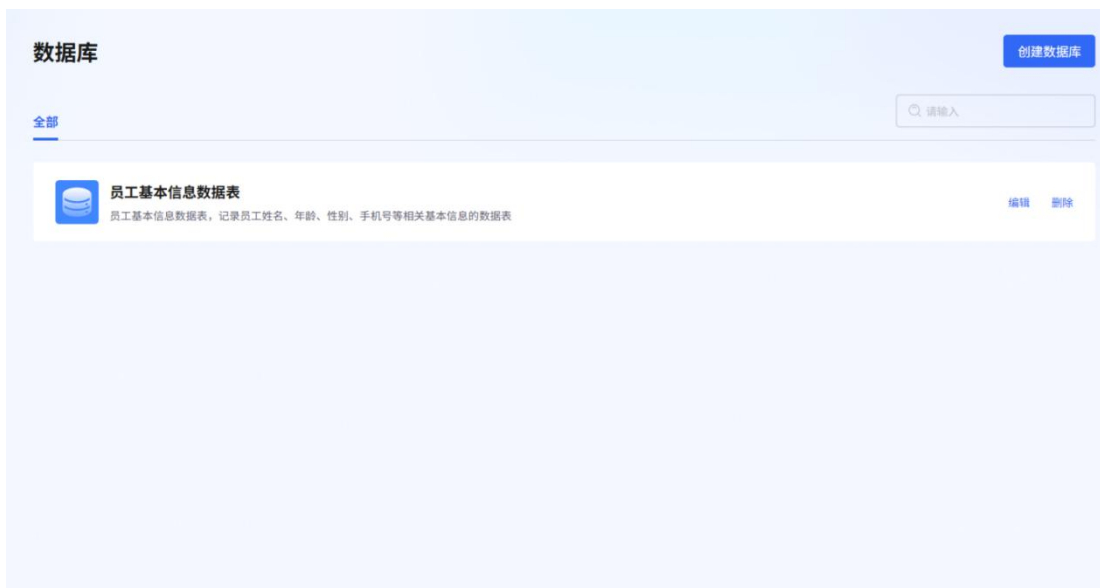 数据库
创建数据库
全部
请输入
员工基本信息数据表
员工基本信息数据表，记录员工姓名、年龄、性别、手机号等相关基本信息的数据表
编辑 删除